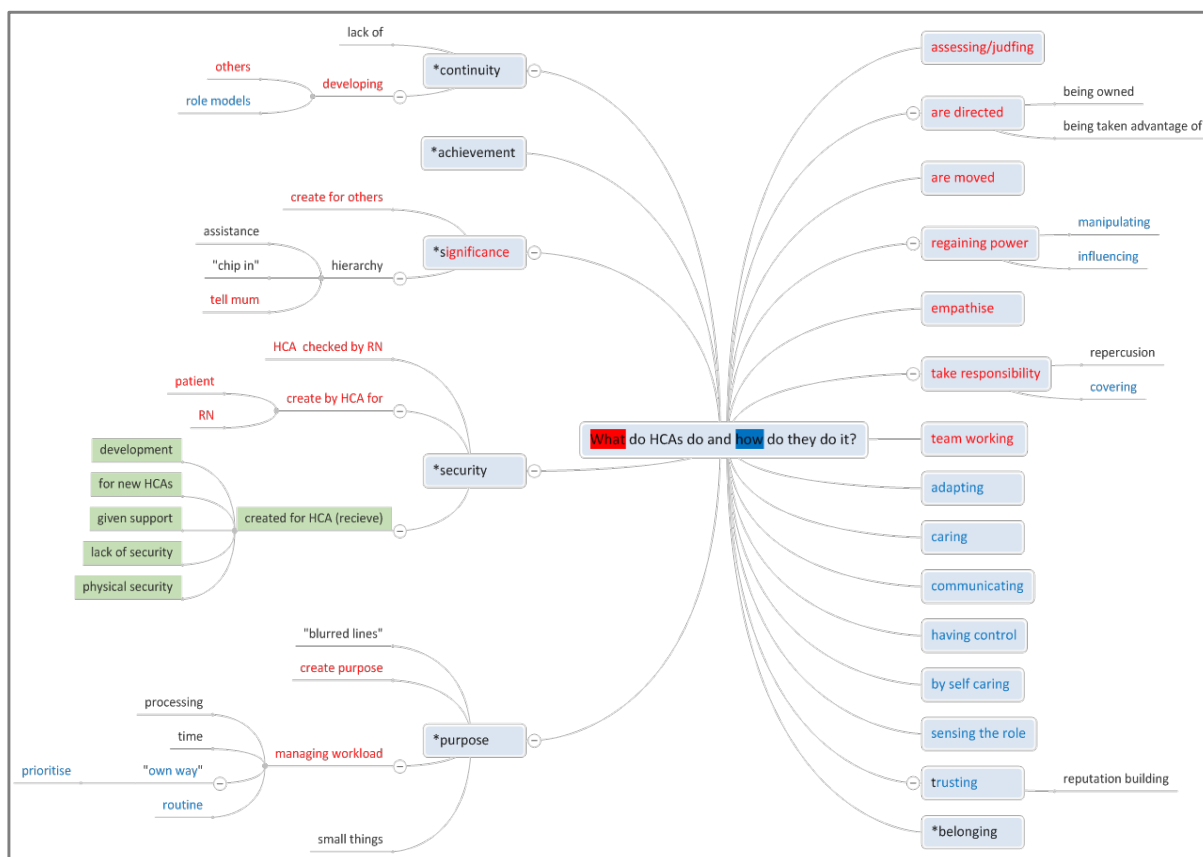 lack of
*continuity
others
developing
role models
*achievement
create for others
*significance
assistance
hierarchy
"chip in"
tell mum
HCA checked by RN
patient
create by HCA for
RN
*security
development
for new HCAs
given support
created for HCA (recieve)
lack of security
physical security
"blurred lines"
create purpose
*purpose
processing
time
managing workload
prioritise
"own way"
routine
small things
What do HCAs do and how do they do it?
assessing/judfing
are directed
being owned
being taken advantage of
are moved
regaining power
manipulating
influencing
empathise
take responsibility
repercusion
covering
team working
adapting
caring
communicating
having control
by self caring
sensing the role
trusting
reputation building
*belonging